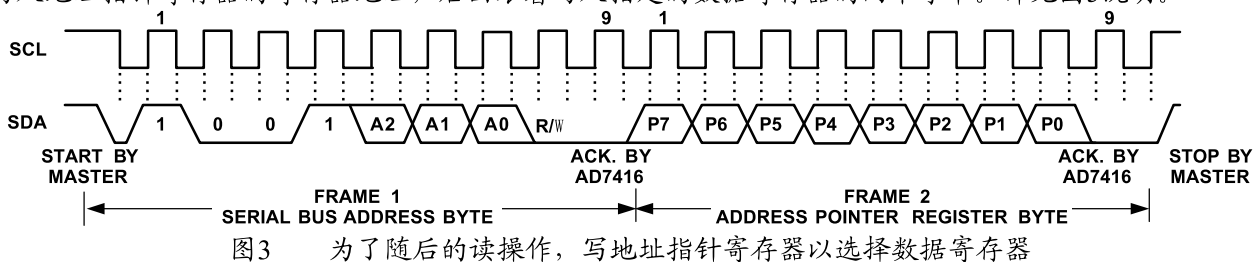 1 9 1 9
SCL
SDA 1 0 0 1 A2 A1 A0 R/W P7 P6 P5 P4 P3 P2 P1 P0
START BY MASTER ACK. BY AD7416 ACK. BY AD7416 STOP BY MASTER
FRAME 1 FRAME 2
SERIAL BUS ADDRESS BYTE ADDRESS POINTER REGISTER BYTE
图3 为了随后的读操作，写地址指针寄存器以选择数据寄存器